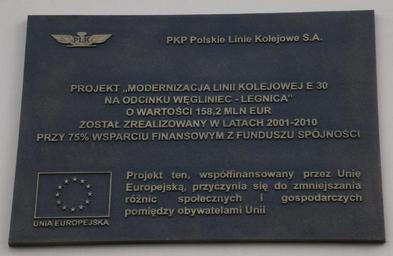 PLK
PKP Polskie Linie Kolejowe S.A.
PROJEKT „MODERNIZACJA LINII KOLEJOWEJ E 30
NA ODCINKU WĘGLINIEC - LEGNICA"
O WARTOŚCI 158,2 MLN EUR
ZOSTAŁ ZREALIZOWANY W LATACH 2001-2010
PRZY 75% WSPARCIU FINANSOWYM Z FUNDUSZU SPÓJNOŚCI
Projekt ten, współfinansowany przez Unię
Europejską, przyczynia się do zmniejszania
różnic społecznych i gospodarczych
pomiędzy obywatelami Unii
UNIA EUROPEJSKA